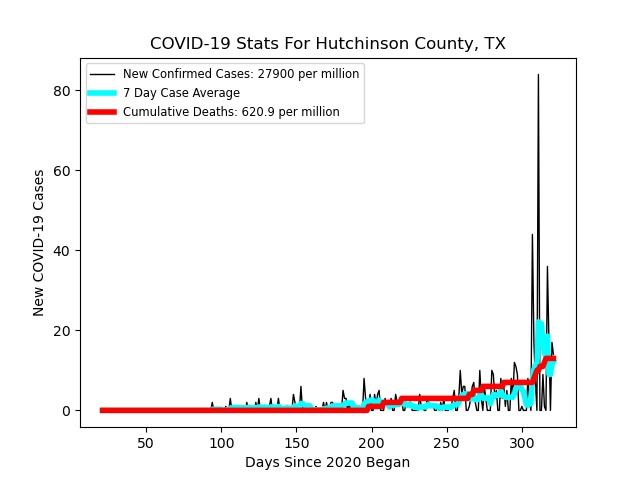 COVID-19 Stats For Hutchinson County, TX
New Confirmed Cases: 27900 per million
7 Day Case Average
Cumulative Deaths: 620.9 per million
New COVID-19 Cases
80
60
40
20
0
50 100 150 200 250 300
Days Since 2020 Began